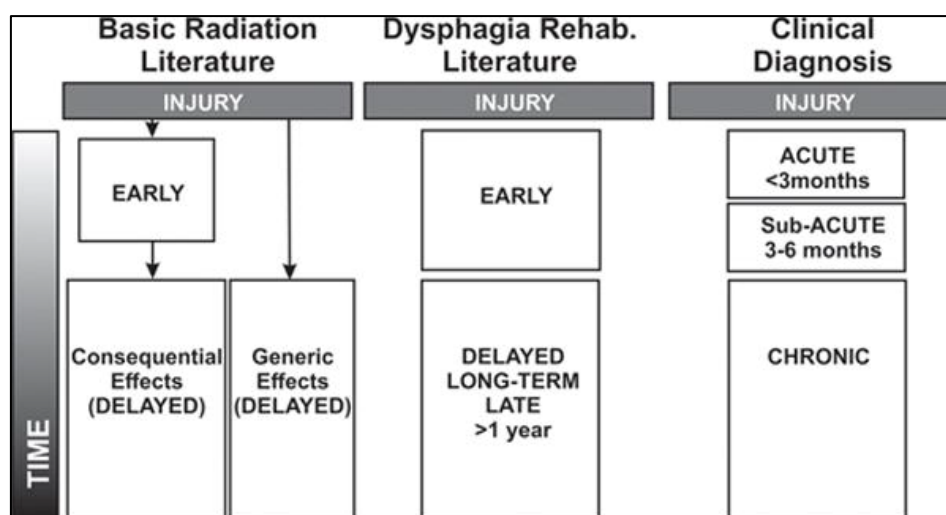 Basic Radiation
Literature
INJURY
EARLY
Consequential
Effects
(DELAYED)
Generic
Effects
(DELAYED)
Dysphagia Rehab.
Literature
INJURY
EARLY
DELAYED
LONG-TERM
LATE
>1 year
Clinical
Diagnosis
INJURY
ACUTE
<3months
Sub-ACUTE
3-6 months
CHRONIC
TIME